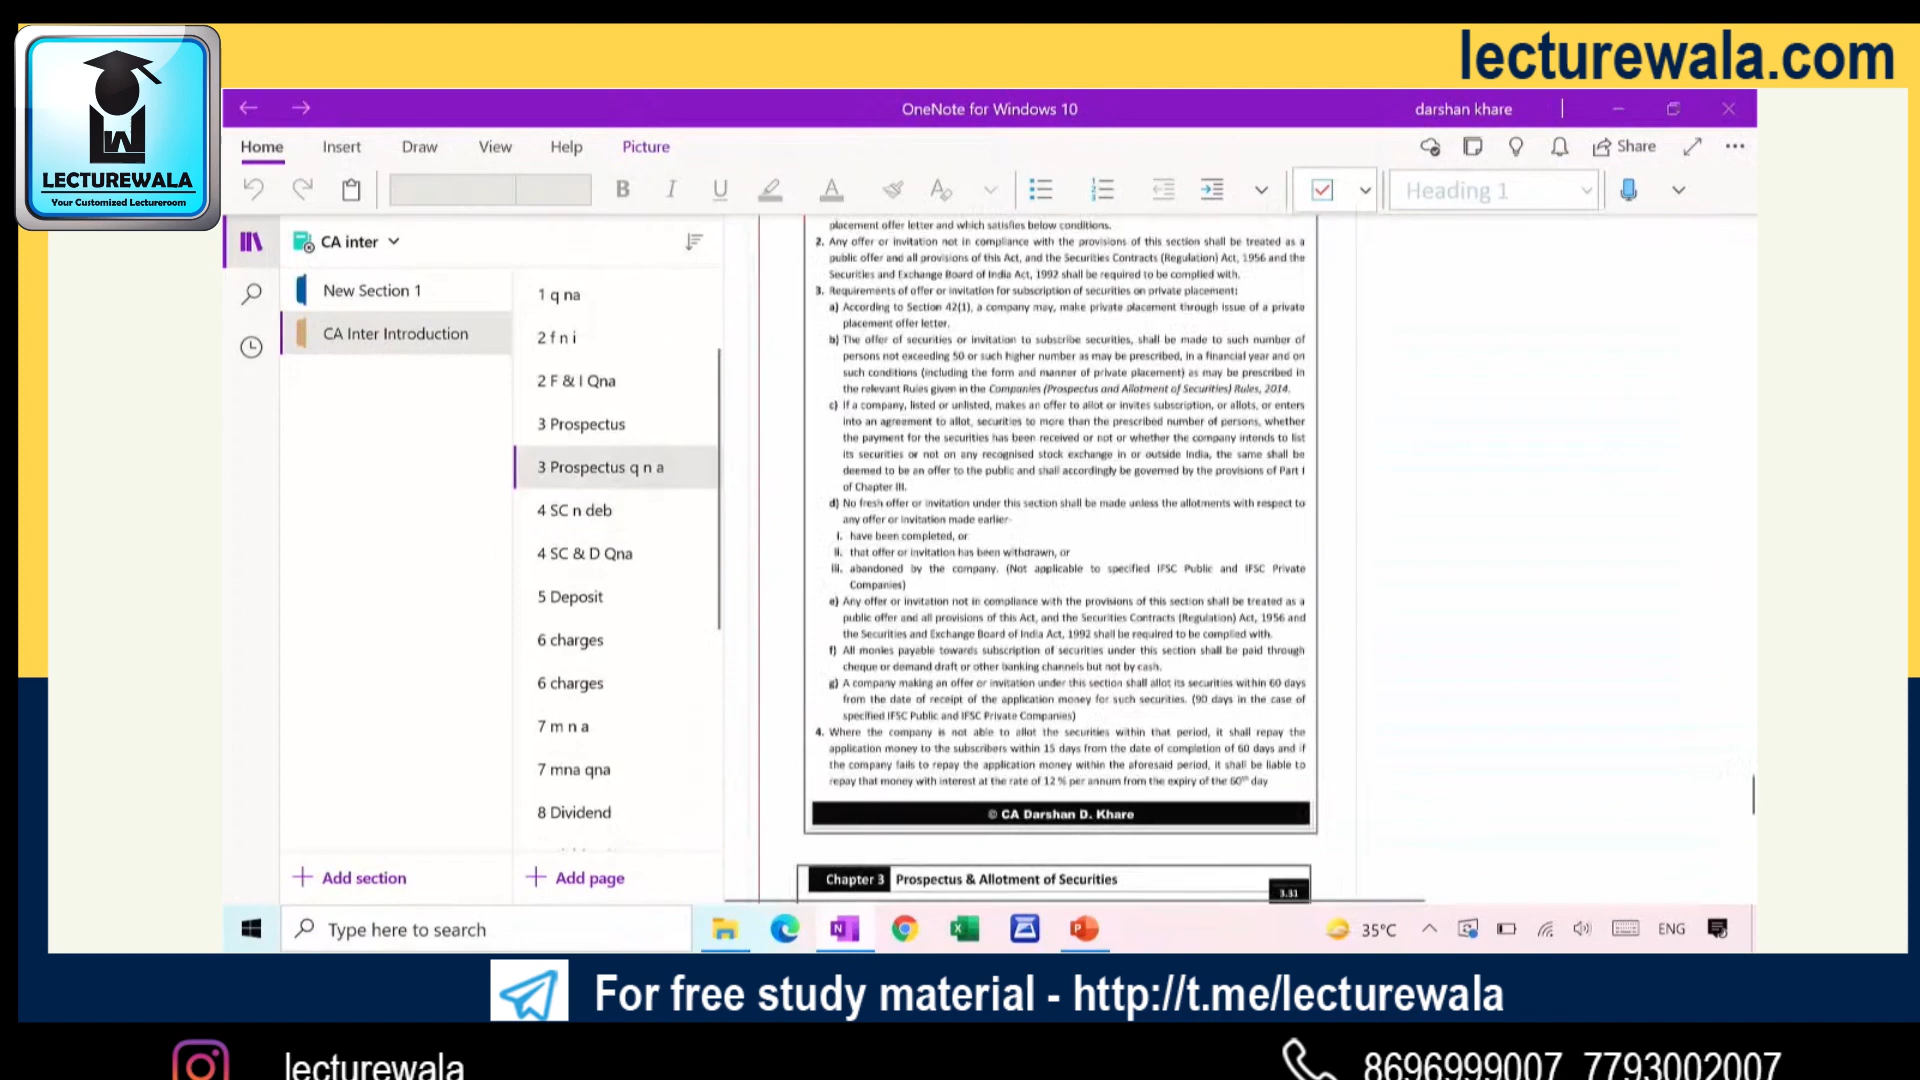 lecturewala.com
LECTUREWALA
Your Customized Lectureroom
OneNote for Windows 10
darshan khare
Home Insert Draw View Help Picture
Share
B I U A
Heading 1
CA inter
New Section 1
CA Inter Introduction
1 q na
2 f n i
2 F & I Qna
3 Prospectus
3 Prospectus q n a
4 SC n deb
4 SC & D Qna
5 Deposit
6 charges
6 charges
7 m n a
7 mna qna
8 Dividend
Add section
Add page
placement offer letter and which satisfies below conditions.
2. Any offer or invitation not in compliance with the provisions of this section shall be treated as a
public offer and all provisions of this Act, and the Securities Contracts (Regulation) Act, 1956 and the
Securities and Exchange Board of India Act, 1992 shall be required to be complied with.
3. Requirements of offer or invitation for subscription of securities on private placement:
a) According to Section 42(1), a company may, make private placement through issue of a private
placement offer letter.
b) The offer of securities or invitation to subscribe securities, shall be made to such number of
persons not exceeding 50 or such higher number as may be prescribed, in a financial year and on
such conditions (including the form and manner of private placement) as may be prescribed in
the relevant Rules given in the Companies (Prospectus and Allotment of Securities) Rules, 2014.
c) If a company, listed or unlisted, makes an offer to allot or invites subscription, or allots, or enters
into an agreement to allot, securities to more than the prescribed number of persons, whether
the payment for the securities has been received or not or whether the company intends to list
its securities or not on any recognised stock exchange in or outside India, the same shall be
deemed to be an offer to the public and shall accordingly be governed by the provisions of Part I
of Chapter III.
d) No fresh offer or invitation under this section shall be made unless the allotments with respect to
any offer or invitation made earlier-
i. have been completed, or
ii. that offer or invitation has been withdrawn, or
iii. abandoned by the company. (Not applicable to specified IFSC Public and IFSC Private
Companies)
e) Any offer or invitation not in compliance with the provisions of this section shall be treated as a
public offer and all provisions of this Act, and the Securities Contracts (Regulation) Act, 1956 and
the Securities and Exchange Board of India Act, 1992 shall be required to be complied with.
f) All monies payable towards subscription of securities under this section shall be paid through
cheque or demand draft or other banking channels but not by cash.
g) A company making an offer or invitation under this section shall allot its securities within 60 days
from the date of receipt of the application money for such securities. (90 days in the case of
specified IFSC Public and IFSC Private Companies)
4. Where the company is not able to allot the securities within that period, it shall repay the
application money to the subscribers within 15 days from the date of completion of 60 days and if
the company fails to repay the application money within the aforesaid period, it shall be liable to
repay that money with interest at the rate of 12 % per annum from the expiry of the 60th day
© CA Darshan D. Khare
Chapter 3 Prospectus & Allotment of Securities
3.31
Type here to search
35°C
ENG
For free study material - http://t.me/lecturewala
lecturewala
8696999007 7793002007